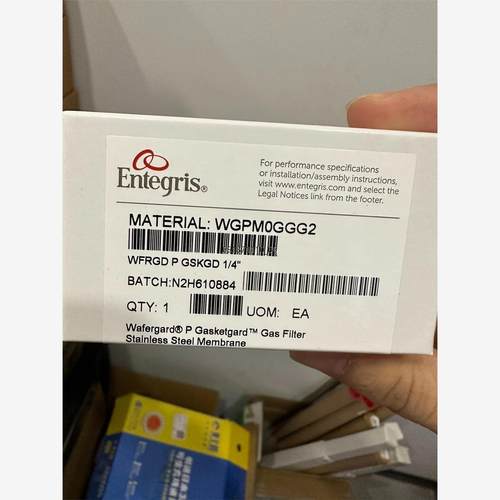 Entegris®
For performance specifications
or installation/assembly instructions,
visit www.entegris.com and select the
Legal Notices link from the footer.
MATERIAL: WGPM0GGG2
WFRGD P GSKGD 1/4"
BATCH:N2H610884
QTY: 1 UOM: EA
Wafergard® P Gasketgard™ Gas Filter
Stainless Steel Membrane